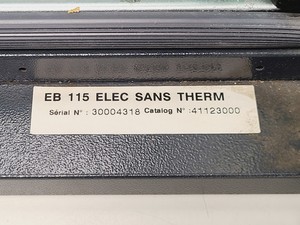 EB 115 ELEC SANS THERM
Sérial N° : 30004318 Catalog N° :41123000